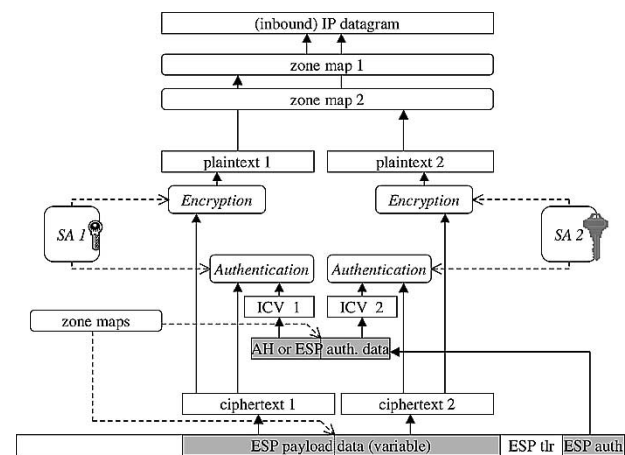 (inbound) IP datagram
zone map 1
zone map 2
plaintext 1
plaintext 2
Encryption
Encryption
SA 1
SA 2
Authentication
Authentication
ICV 1
ICV 2
zone maps
AH or ESP auth. data
ciphertext 1
ciphertext 2
ESP payload data (variable)
ESP tlr
ESP auth